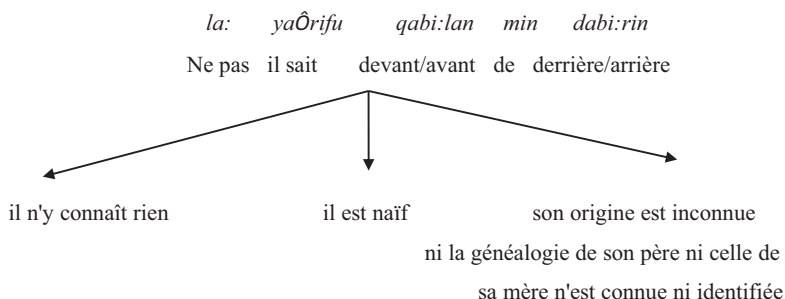 la: yaÔrifu qabi:lan min dabi:rin
Ne pas il sait devant/avant de derrière/arrière
il n'y connaît rien il est naïf son origine est inconnue
ni la généalogie de son père ni celle de
sa mère n'est connue ni identifiée